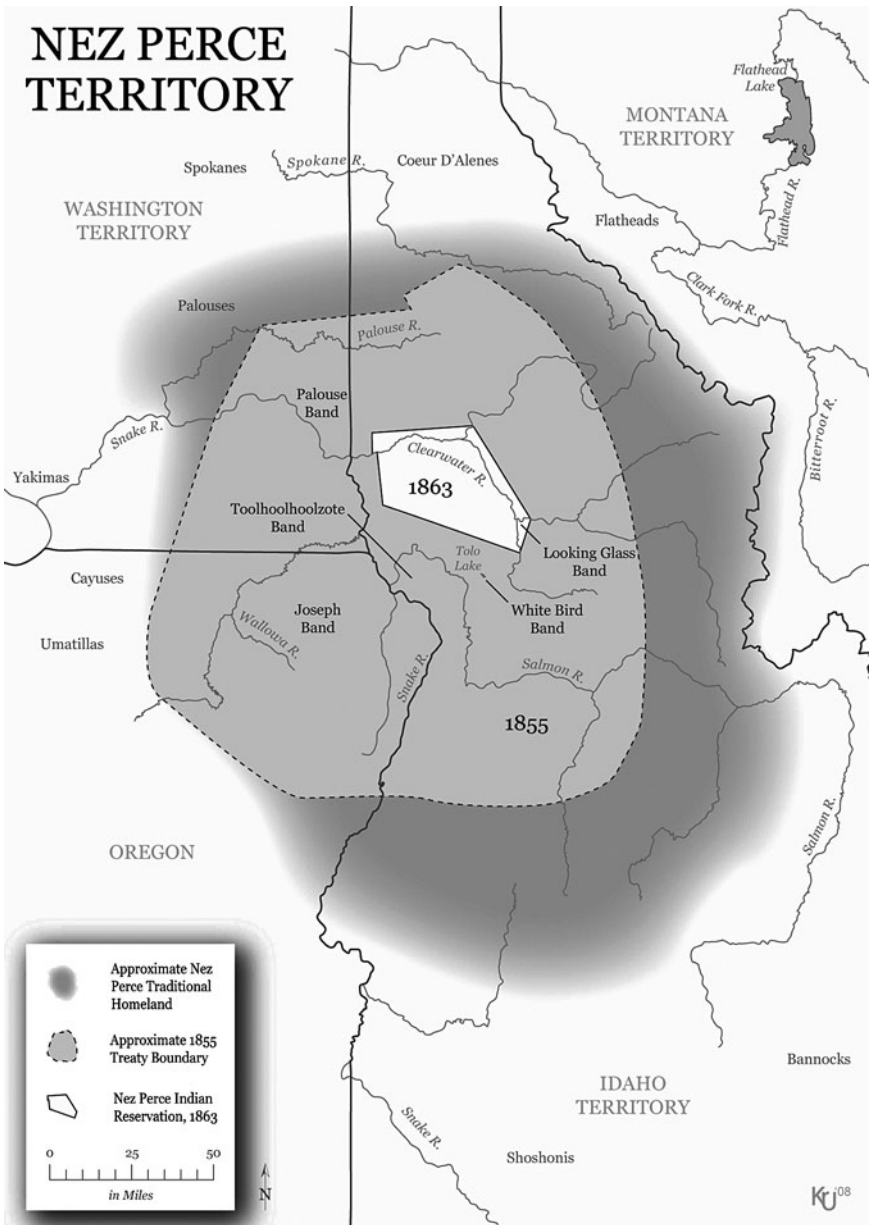 NEZ PERCE
TERRITORY
Flathead
Lake
MONTANA
TERRITORY
Spokanes
Spokane R.
Coeur D'Alenes
WASHINGTON
TERRITORY
Flatheads
Flathead R.
Clark Fork R.
Palouses
Palouse R.
Palouse
Band
Snake R.
Bitterroot R.
Clearwater R.
Yakimas
1863
Toolhoolhoolzote
Band
Tolo
Lake
Looking Glass
Band
Cayuses
Joseph
Band
White Bird
Band
Umatillas
Wallowa R.
Snake R.
Salmon R.
1855
Salmon R.
OREGON
Approximate Nez
Perce Traditional
Homeland
Approximate 1855
Treaty Boundary
Nez Perce Indian
Reservation, 1863
0 25 50
in Miles
N
Bannocks
IDAHO
TERRITORY
Snake R.
Shoshonis
KU '08